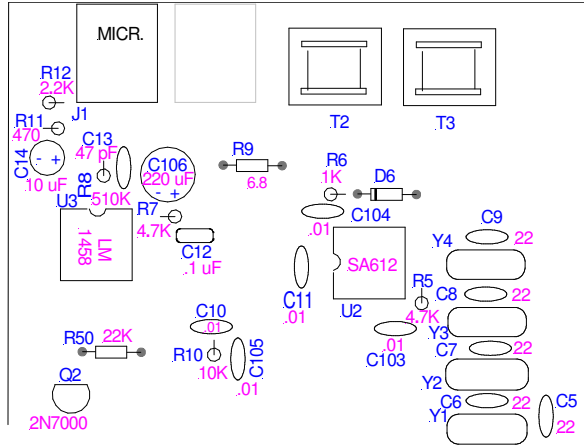 MICR.
R12
2.2K
J1
R11
470
C13
47 pF
T2
T3
C14
- +
10 uF
R8
510K
C106
220 uF
- +
R9
6.8
R6
1K
D6
U3
LM
1458
R7
4.7K
C12
.1 uF
C104
.01
C9
.22
Y4
SA612
U2
C11
.01
R5
4.7K
C8
.22
Y3
C10
.01
.01
C103
C7
.22
R50
22K
R10
10K
C105
.01
Y2
Q2
2N7000
C6
.22
Y1
C5
.22